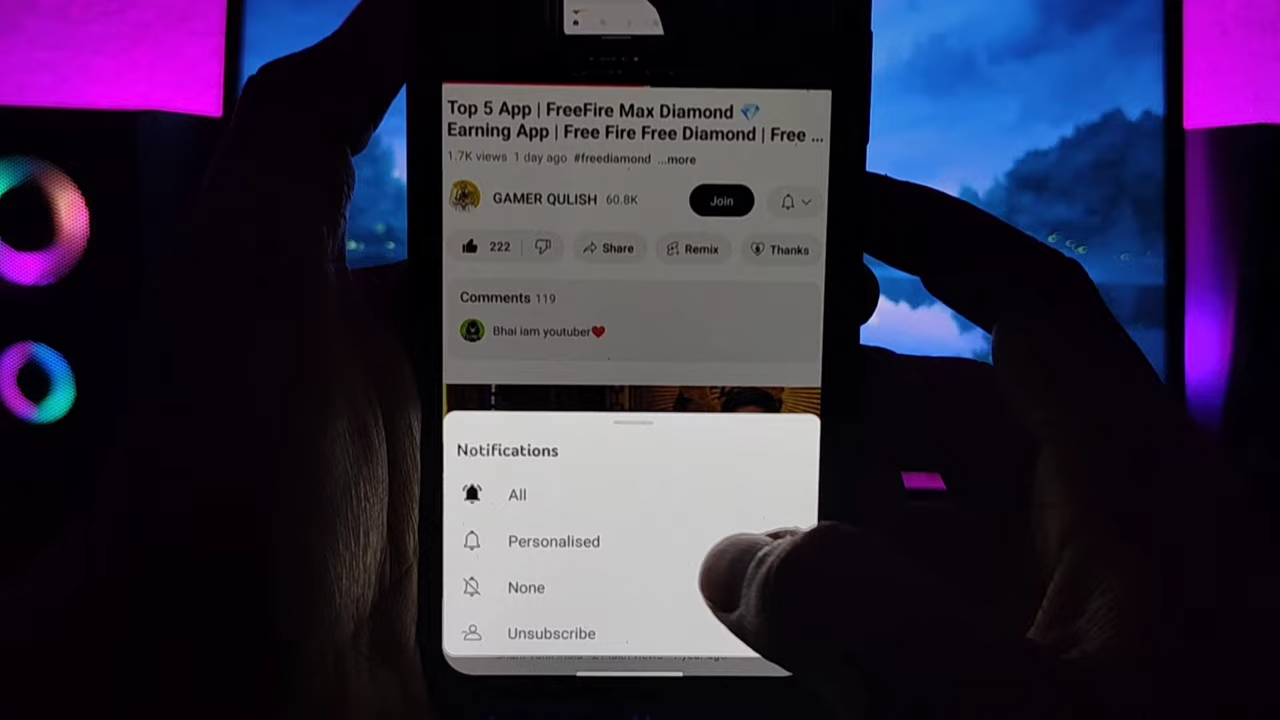 Top 5 App | FreeFire Max Diamond 💎
Earning App | Free Fire Free Diamond | Free ...
1.7K views 1 day ago #freediamond ...more
GAMER QULISH 60.8K
Join
222
Share
Remix
Thanks
Comments 119
Bhai iam youtuber❤️
Notifications
All
Personalised
None
Unsubscribe